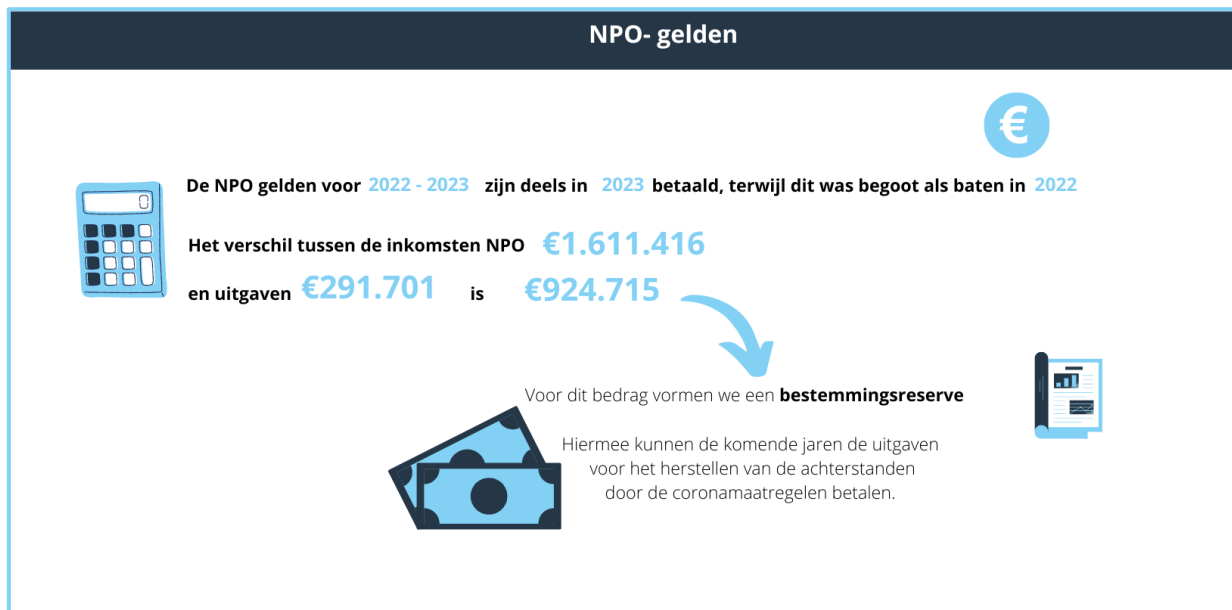 NPO- gelden
€
De NPO gelden voor 2022 - 2023 zijn deels in 2023 betaald, terwijl dit was begoot als baten in 2022
0
Het verschil tussen de inkomsten NPO €1.611.416
en uitgaven €291.701 is €924.715
Voor dit bedrag vormen we een bestemmingsreserve
Hiermee kunnen de komende jaren de uitgaven
voor het herstellen van de achterstanden
door de coronamaatregelen betalen.